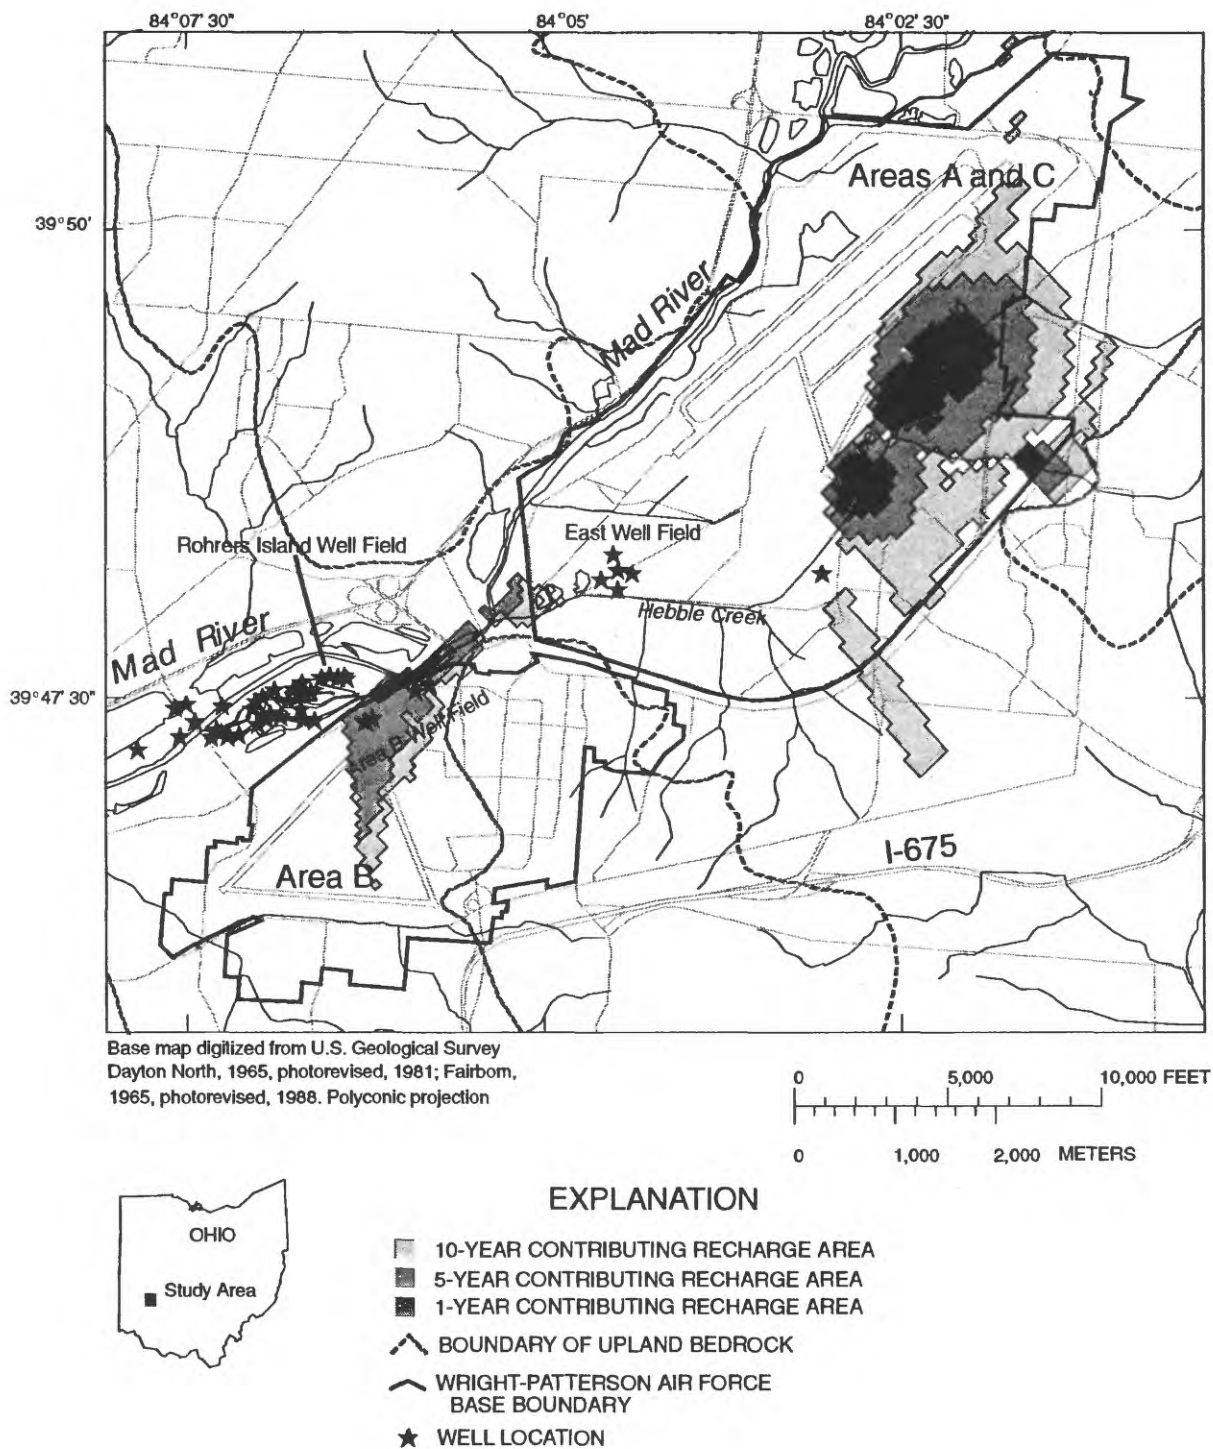 84°07'30" 84°05' 84°02'30"
Areas A and C
39°50'
Mad River
Rohrers Island Well Field
East Well Field
Hebble Creek
Mad River
39°47'30"
Area B Well Field
I-675
Area B
Base map digitized from U.S. Geological Survey
Dayton North, 1965, photorevised, 1981; Fairborn,
1965, photorevised, 1988. Polyconic projection
0 5,000 10,000 FEET
0 1,000 2,000 METERS
EXPLANATION
OHIO
Study Area
10-YEAR CONTRIBUTING RECHARGE AREA
5-YEAR CONTRIBUTING RECHARGE AREA
1-YEAR CONTRIBUTING RECHARGE AREA
BOUNDARY OF UPLAND BEDROCK
WRIGHT-PATTERSON AIR FORCE
BASE BOUNDARY
WELL LOCATION